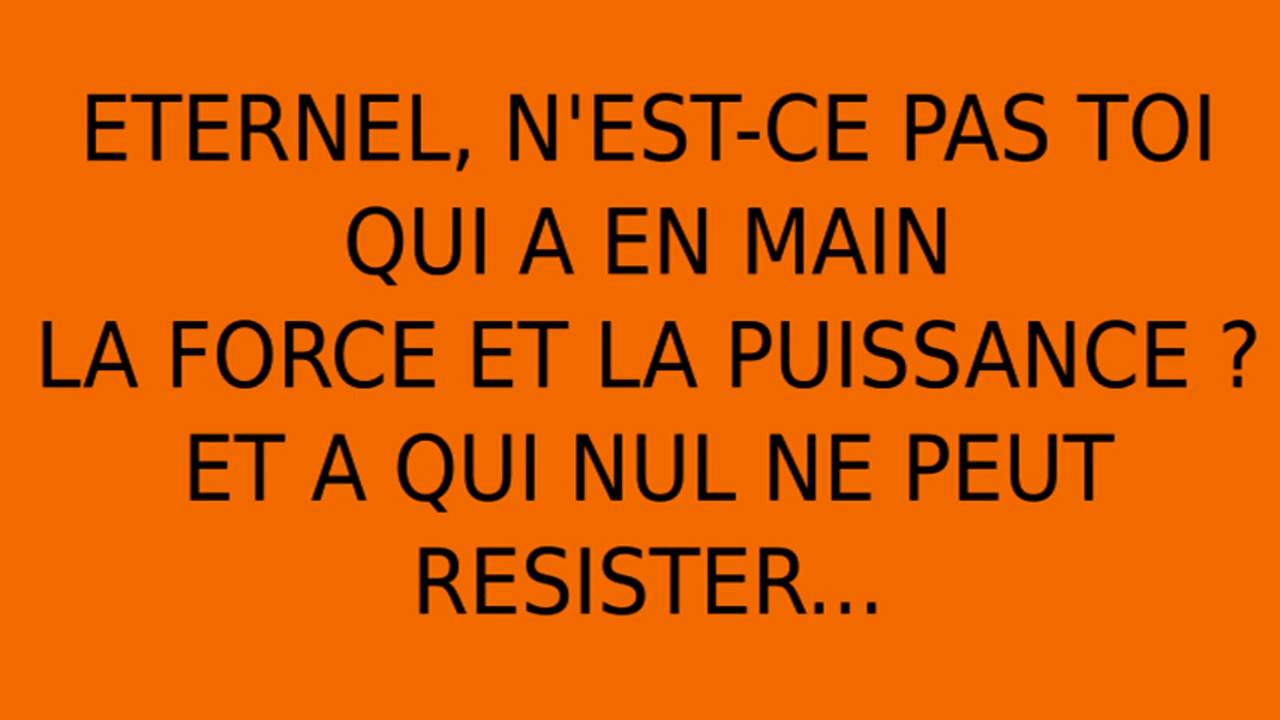 ETERNEL, N'EST-CE PAS TOI
QUI A EN MAIN
LA FORCE ET LA PUISSANCE ?
ET A QUI NUL NE PEUT
RESISTER...